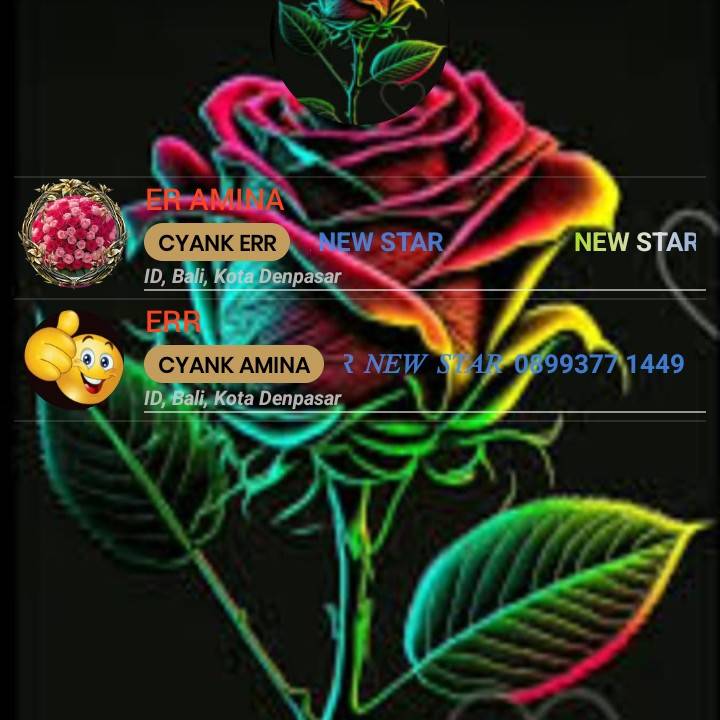 ER AMINA
CYANK ERR NEW STAR NEW STAR
ID, Bali, Kota Denpasar
ERR
CYANK AMINA R NEW STAR 0899377 1449
ID, Bali, Kota Denpasar